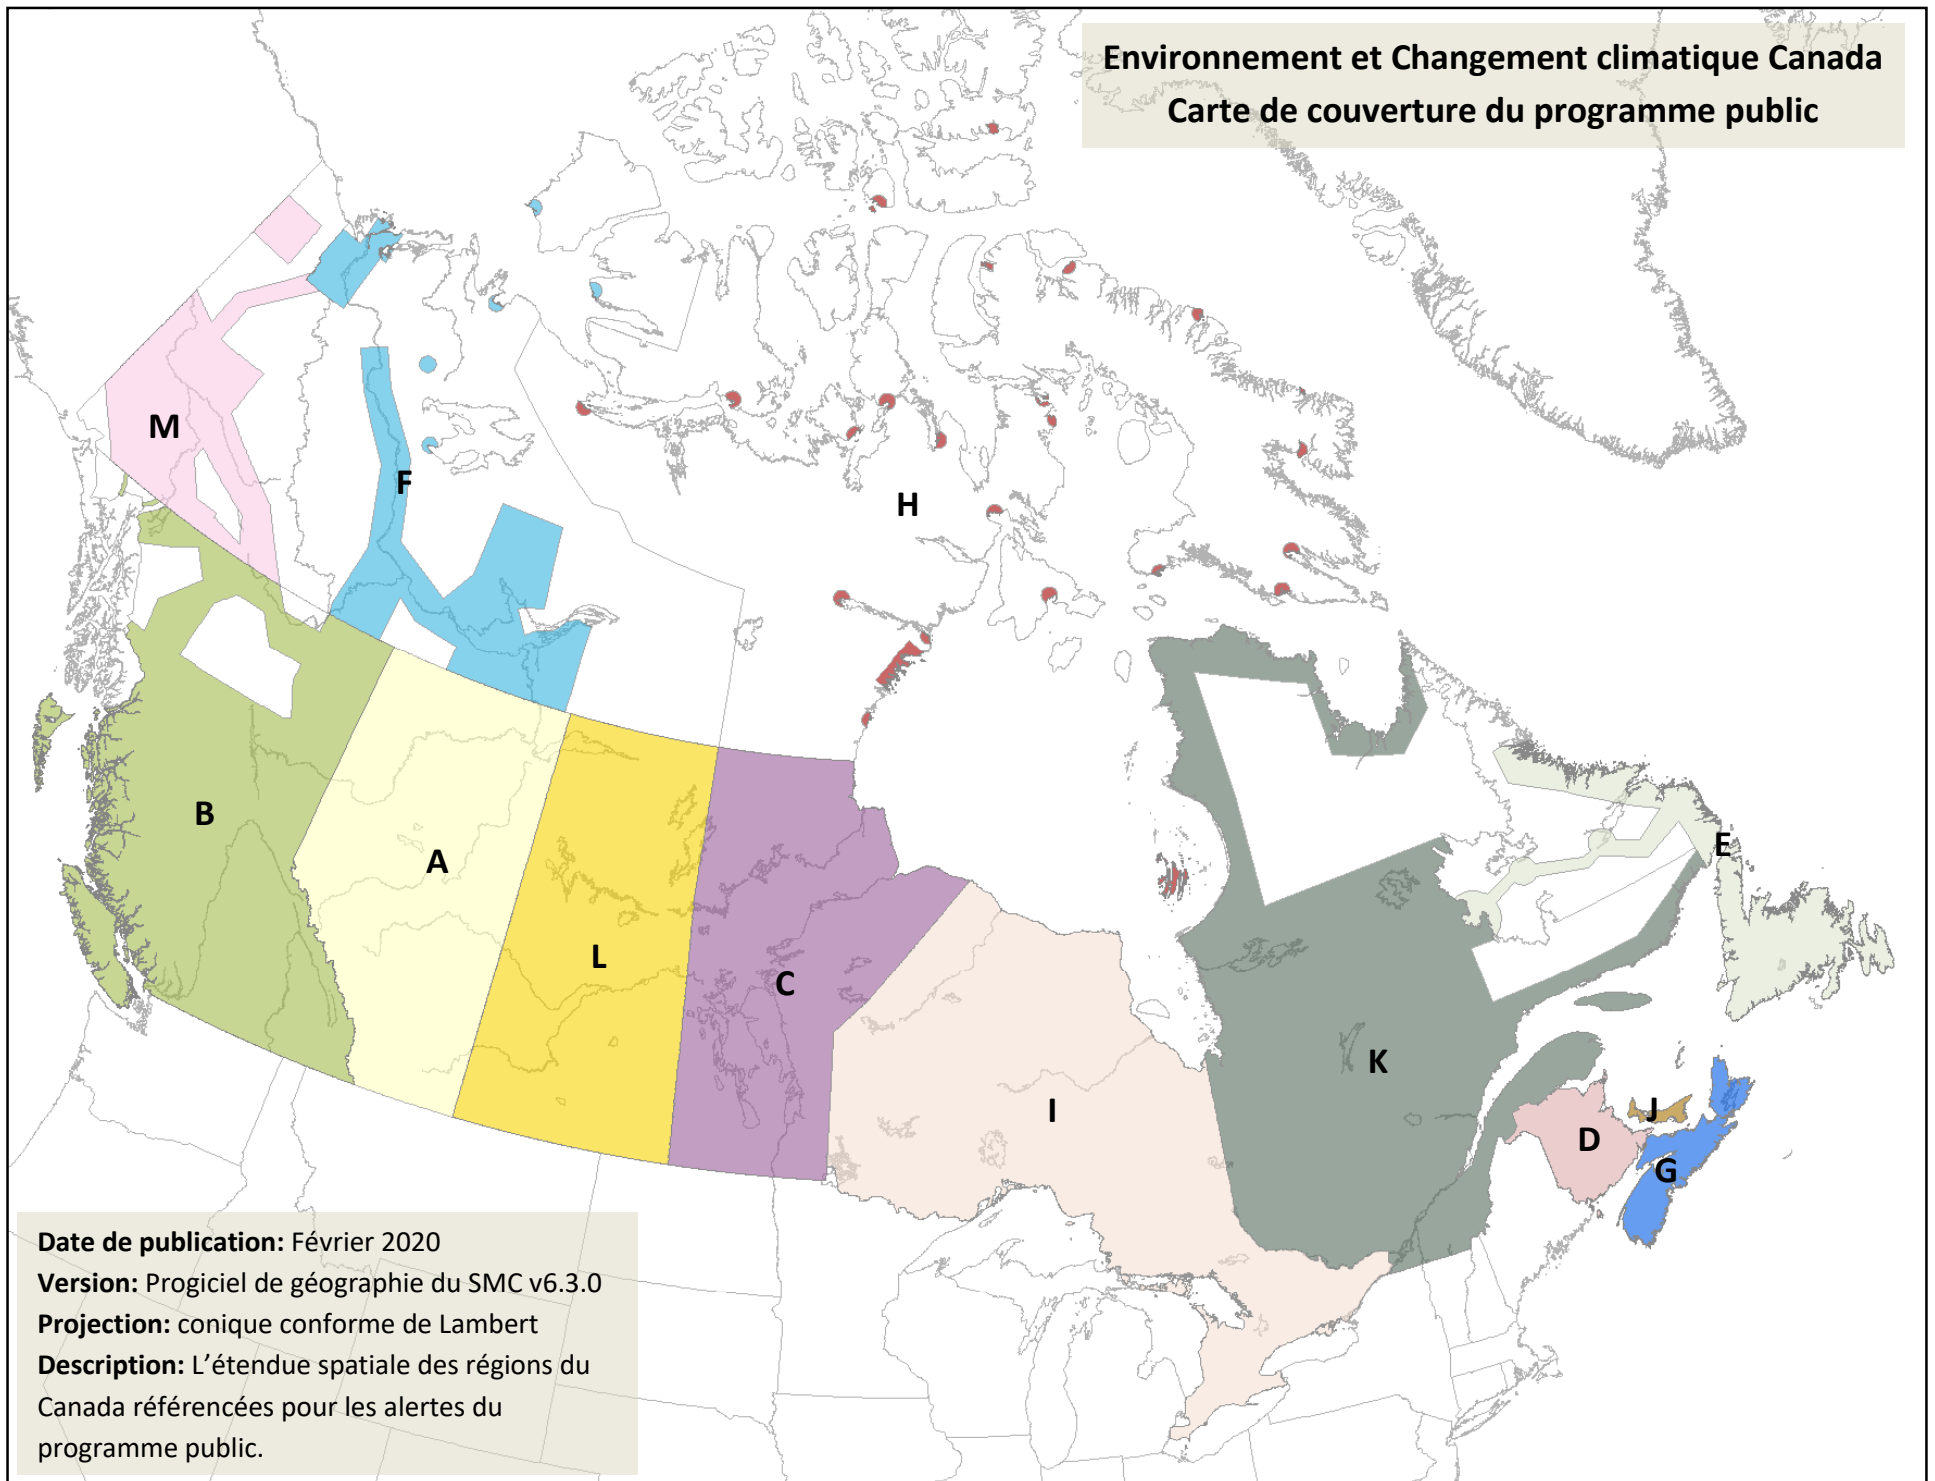 Environnement et Changement climatique Canada
Carte de couverture du programme public
M
F
H
B
A
E
L
C
K
I
J
D
G
Date de publication: Février 2020
Version: Progiciel de géographie du SMC v6.3.0
Projection: conique conforme de Lambert
Description: L'étendue spatiale des régions du
Canada référencées pour les alertes du
programme public.